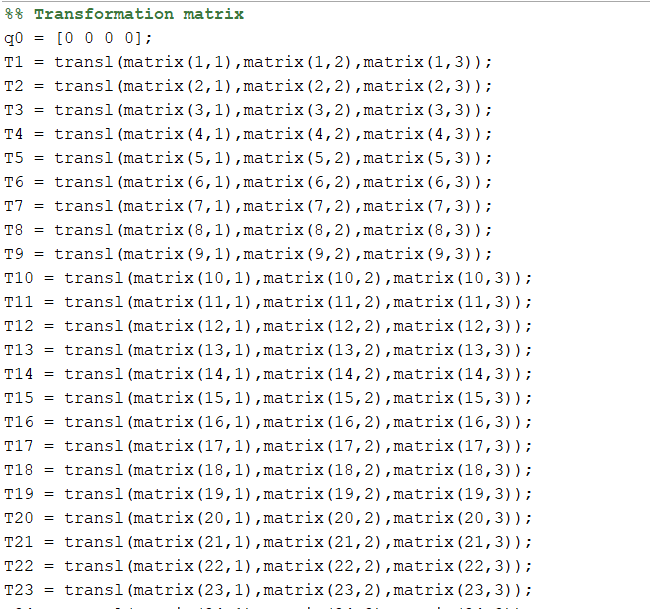 %% Transformation matrix
q0 = [0 0 0 0];
T1 = transl(matrix(1,1),matrix(1,2),matrix(1,3));
T2 = transl(matrix(2,1),matrix(2,2),matrix(2,3));
T3 = transl(matrix(3,1),matrix(3,2),matrix(3,3));
T4 = transl(matrix(4,1),matrix(4,2),matrix(4,3));
T5 = transl(matrix(5,1),matrix(5,2),matrix(5,3));
T6 = transl(matrix(6,1),matrix(6,2),matrix(6,3));
T7 = transl(matrix(7,1),matrix(7,2),matrix(7,3));
T8 = transl(matrix(8,1),matrix(8,2),matrix(8,3));
T9 = transl(matrix(9,1),matrix(9,2),matrix(9,3));
T10 = transl(matrix(10,1),matrix(10,2),matrix(10,3));
T11 = transl(matrix(11,1),matrix(11,2),matrix(11,3));
T12 = transl(matrix(12,1),matrix(12,2),matrix(12,3));
T13 = transl(matrix(13,1),matrix(13,2),matrix(13,3));
T14 = transl(matrix(14,1),matrix(14,2),matrix(14,3));
T15 = transl(matrix(15,1),matrix(15,2),matrix(15,3));
T16 = transl(matrix(16,1),matrix(16,2),matrix(16,3));
T17 = transl(matrix(17,1),matrix(17,2),matrix(17,3));
T18 = transl(matrix(18,1),matrix(18,2),matrix(18,3));
T19 = transl(matrix(19,1),matrix(19,2),matrix(19,3));
T20 = transl(matrix(20,1),matrix(20,2),matrix(20,3));
T21 = transl(matrix(21,1),matrix(21,2),matrix(21,3));
T22 = transl(matrix(22,1),matrix(22,2),matrix(22,3));
T23 = transl(matrix(23,1),matrix(23,2),matrix(23,3));